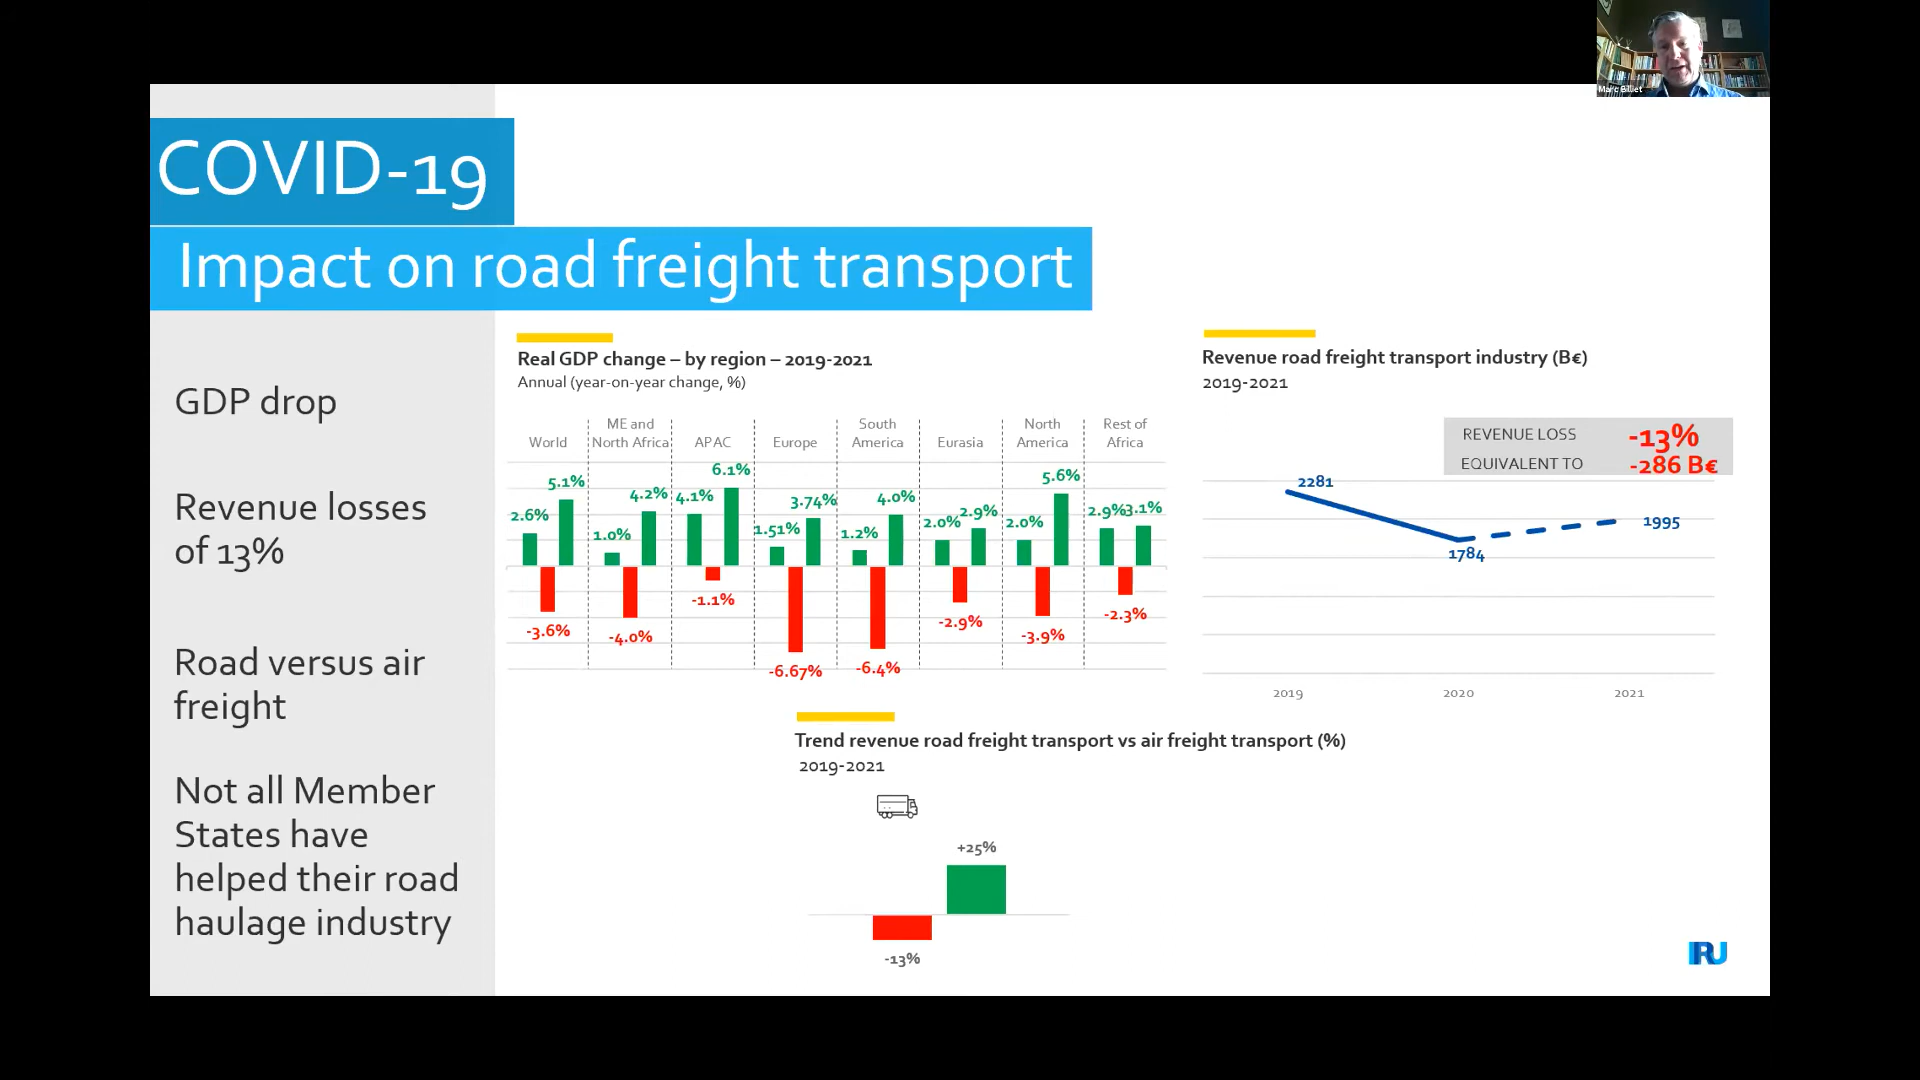 Marc Billet
COVID-19
Impact on road freight transport
GDP drop
Revenue losses
of 13%
Road versus air
freight
Not all Member
States have
helped their road
haulage industry
Real GDP change – by region – 2019-2021
Annual (year-on-year change, %)
World
ME and
North Africa
APAC
Europe
South
America
Eurasia
North
America
Rest of
Africa
2.6%
-3.6%
5.1%
1.0%
-4.0%
4.2%
4.1%
-1.1%
6.1%
1.51%
-6.67%
3.74%
1.2%
-6.4%
4.0%
2.0%
-2.9%
2.9%
2.0%
-3.9%
5.6%
2.9%
-2.3%
3.1%
Revenue road freight transport industry (B€)
2019-2021
REVENUE LOSS -13%
EQUIVALENT TO -286 B€
2281
1784
1995
2019 2020 2021
Trend revenue road freight transport vs air freight transport (%)
2019-2021
+25%
-13%
IRU